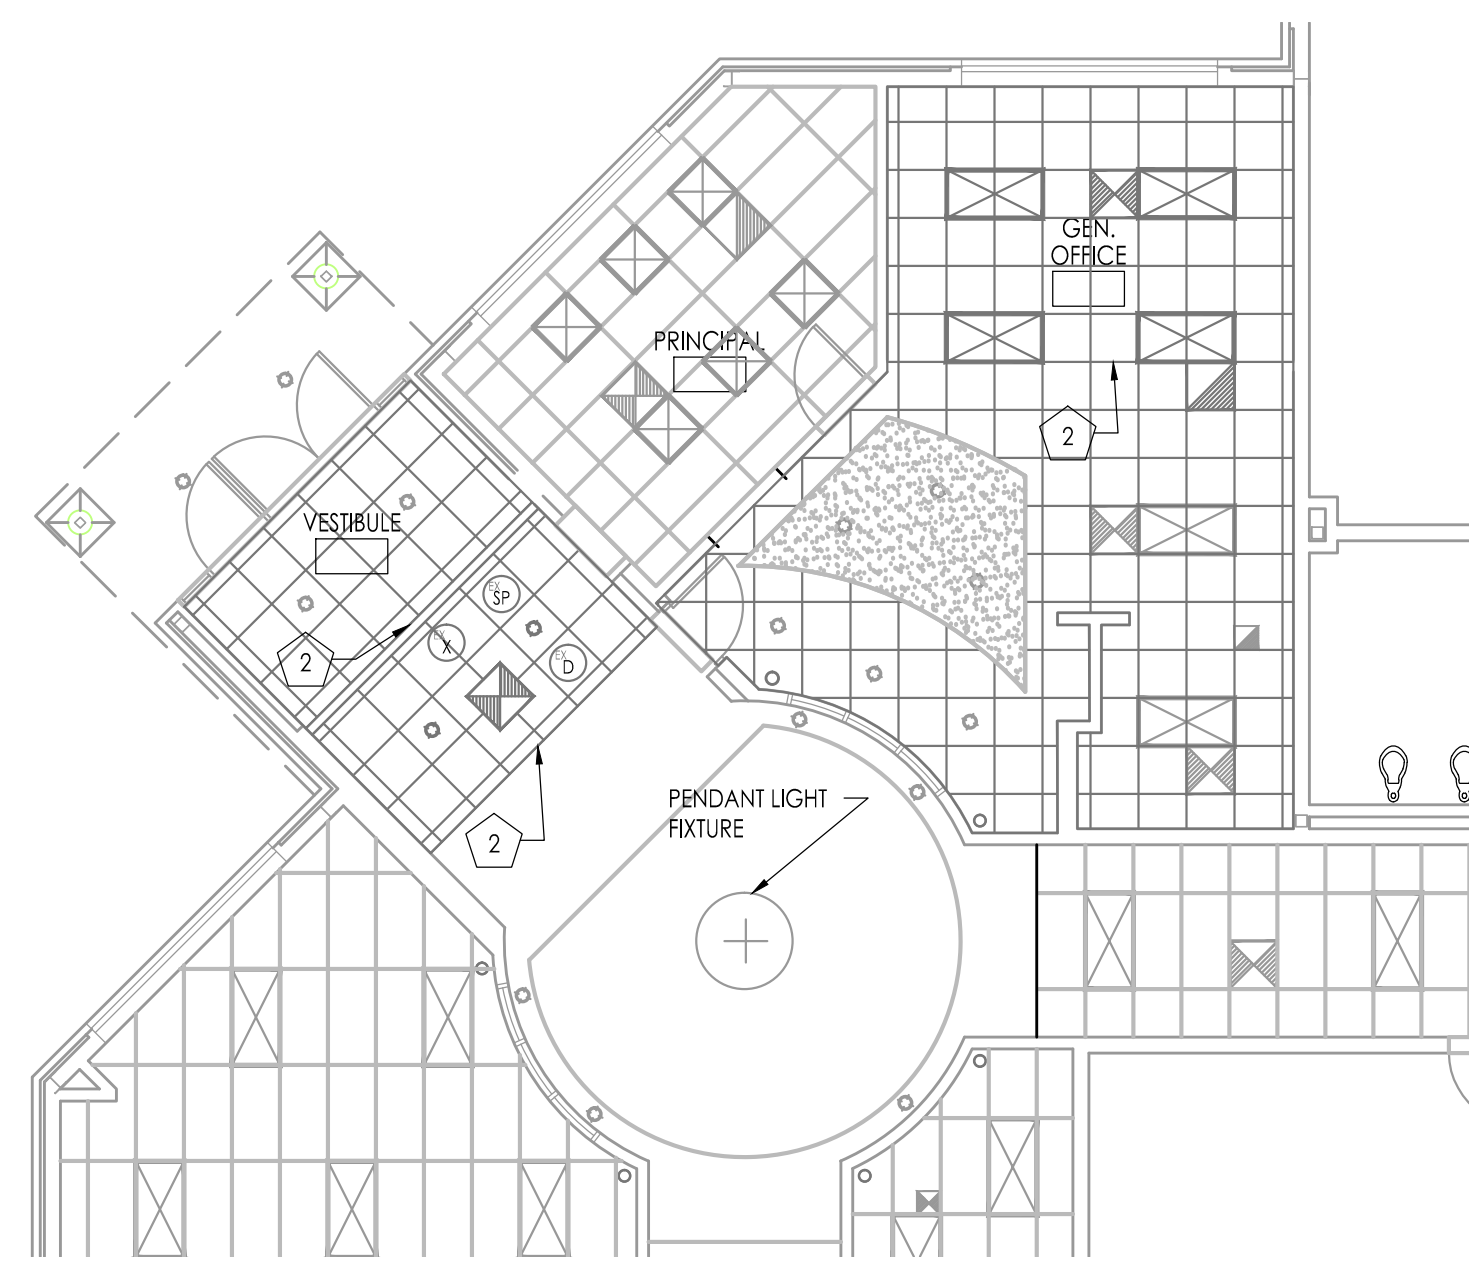 GEN.
OFFICE
PRINCIPAL
2
VESTIBULE
EX
SP
EX
X
EX
D
2
PENDANT LIGHT
FIXTURE
2